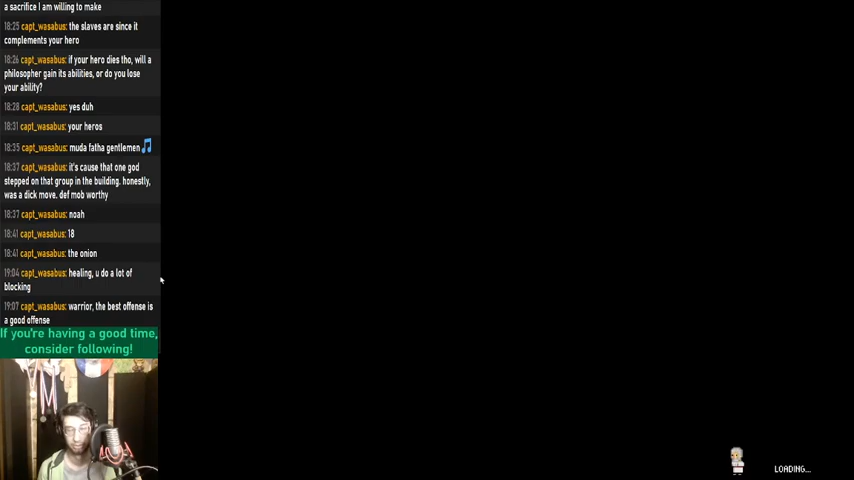 a sacrifice I am willing to make
18:25 capt_wasabus: the slaves are since it
complements your hero
18:26 capt_wasabus: if your hero dies tho, will a
philosopher gain its abilities, or do you lose
your ability?
18:28 capt_wasabus: yes duh
18:31 capt_wasabus: your heros
18:35 capt_wasabus: muda fatha gentlemen
18:37 capt_wasabus: it's cause that one god
stepped on that group in the building. honestly,
was a dick move. def mob worthy
18:37 capt_wasabus: noah
18:41 capt_wasabus: 18
18:41 capt_wasabus: the onion
19:04 capt_wasabus: healing, u do a lot of
blocking
19:07 capt_wasabus: warrior, the best offense is
a good offense
If you're having a good time,
consider following!
LOADING...